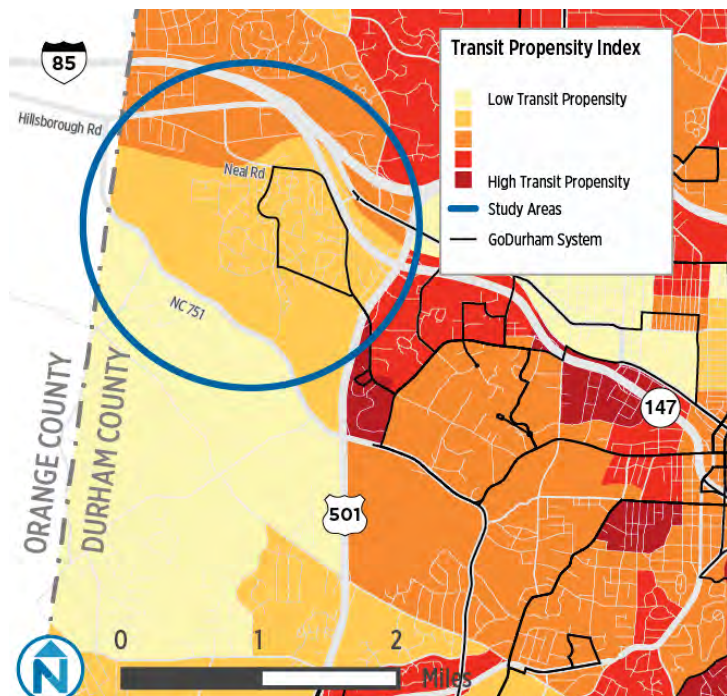 Transit Propensity Index
Low Transit Propensity
High Transit Propensity
Study Areas
GoDurham System
85
Hillsborough Rd
Neal Rd
NC 751
147
ORANGE COUNTY
DURHAM COUNTY
501
0 1 2
Miles
N